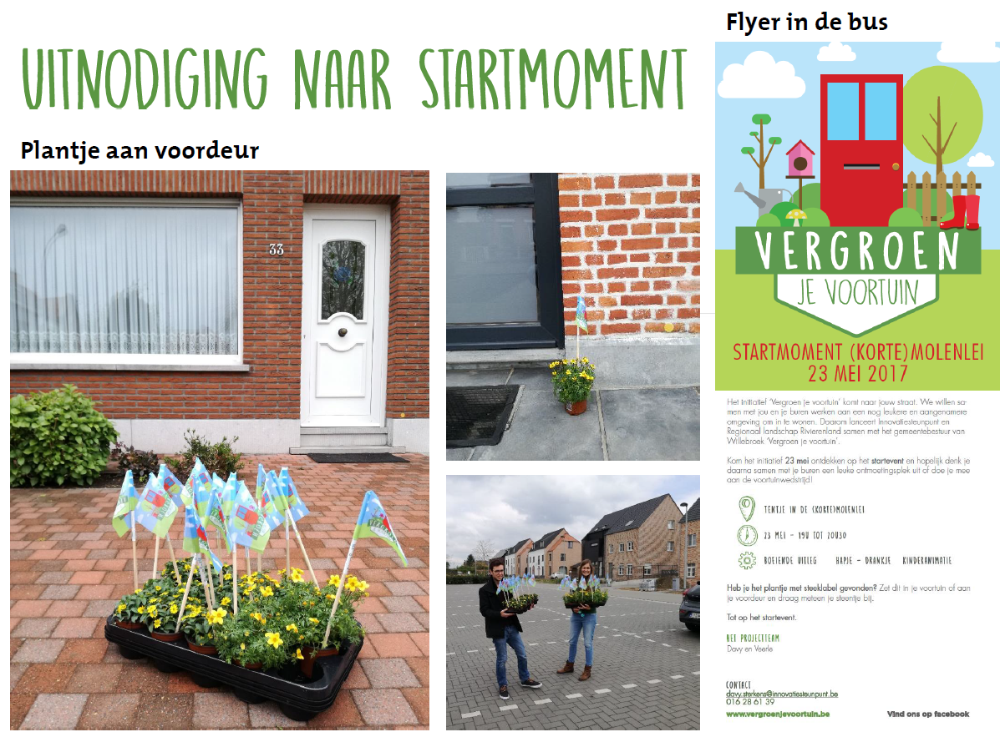 UITNODIGING NAAR STARTMOMENT
Plantje aan voordeur
33
Flyer in de bus
VERGROEN
JE VOORTUIN
STARTMOMENT (KORTE)MOLENLEI
23 MEI 2017
Het initiatief 'Vergroen je voortuin' komt naar jouw straat. We willen sa-
men met jou en je buren werken aan een nog leukere en aangenamere
omgeving om in te wonen. Daarom lanceert Innovatiesteunpunt en
Regionaal landschap Rivierenland samen met het gemeentebestuur van
Willebroek 'Vergroen je voortuin'.
Kom het initiatief 23 mei ontdekken op het startevent en hopelijk denk je
daarna samen met je buren een leuke ontmoetingsplek uit of doe je mee
aan de voortuinwedstrijd!
TENTJE IN DE (KORTE)MOLENLEI
23 MEI - 19U TOT 20U30
BOEIENDE UITLEG HAPJE - DRANKJE KINDERANIMATIE
Heb je het plantje met steeklabel gevonden? Zet dit in je voortuin of aan
je voordeur en draag meteen je steentje bij.
Tot op het startevent.
HET PROJECTTEAM
Davy en Veerle
CONTACT
davy.sterkens@innovatiesteunpunt.be
016 28 61 39
www.vergroenjevoortuin.be Vind ons op facebook